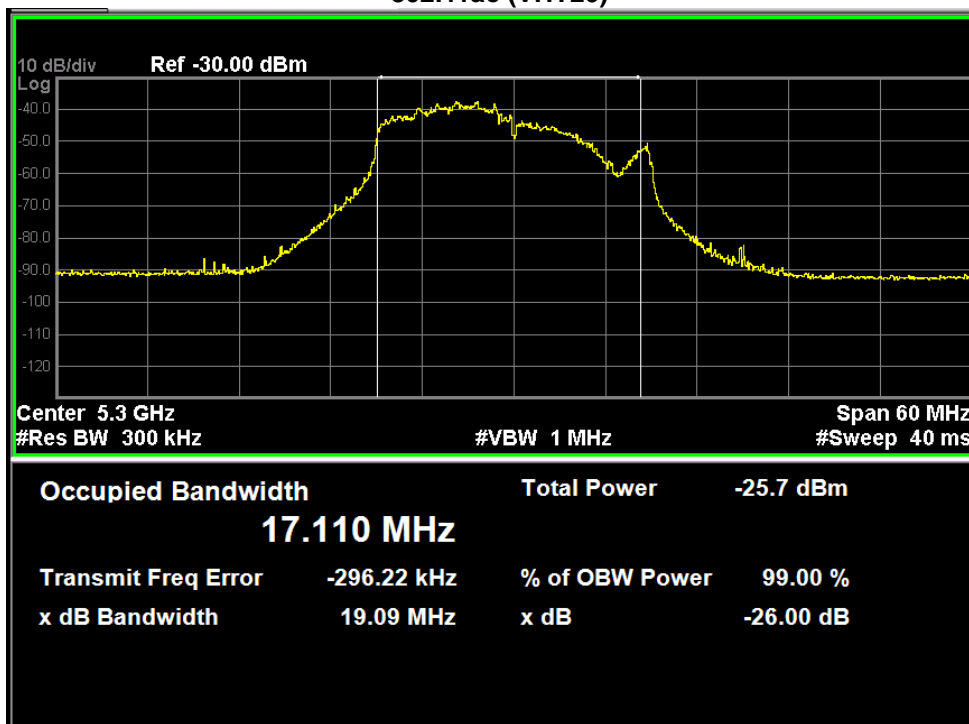 10 dB/div Ref -30.00 dBm
Log
-40.0
-50.0
-60.0
-70.0
-80.0
-90.0
-100
-110
-120
Center 5.3 GHz Span 60 MHz
#Res BW 300 kHz #VBW 1 MHz #Sweep 40 ms
Occupied Bandwidth Total Power -25.7 dBm
17.110 MHz
Transmit Freq Error -296.22 kHz % of OBW Power 99.00 %
x dB Bandwidth 19.09 MHz x dB -26.00 dB